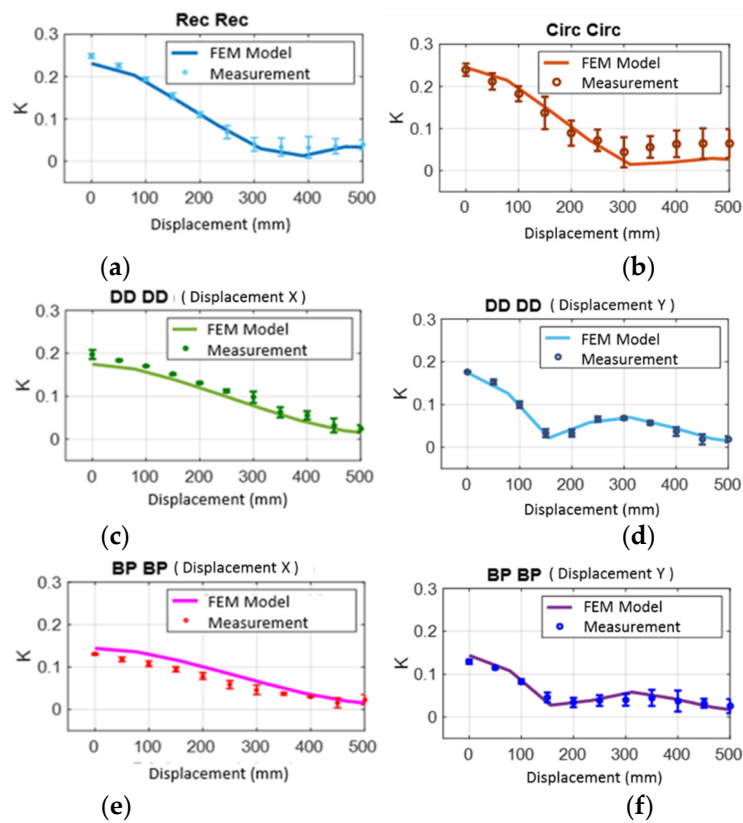 Rec Rec
0.3
FEM Model
Measurement
0.2
K
0.1
0
0 100 200 300 400 500
Displacement (mm)
(a)
Circ Circ
0.3
FEM Model
Measurement
0.2
K
0.1
0
0 100 200 300 400 500
Displacement (mm)
(b)
DD DD ( Displacement X )
0.3
FEM Model
Measurement
0.2
K
0.1
0
0 100 200 300 400 500
Displacement (mm)
(c)
DD DD ( Displacement Y )
0.3
FEM Model
Measurement
0.2
K
0.1
0
0 100 200 300 400 500
Displacement (mm)
(d)
BP BP ( Displacement X )
0.3
FEM Model
Measurement
0.2
K
0.1
0
0 100 200 300 400 500
Displacement (mm)
(e)
BP BP ( Displacement Y )
0.3
FEM Model
Measurement
0.2
K
0.1
0
0 100 200 300 400 500
Displacement (mm)
(f)